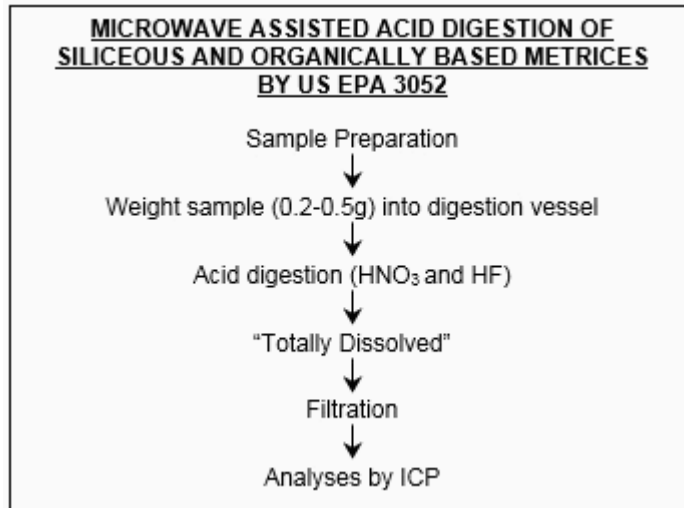 MICROWAVE ASSISTED ACID DIGESTION OF
SILICEOUS AND ORGANICALLY BASED METRICES
BY US EPA 3052
Sample Preparation
Weight sample (0.2-0.5g) into digestion vessel
Acid digestion (HNO₃ and HF)
“Totally Dissolved”
Filtration
Analyses by ICP